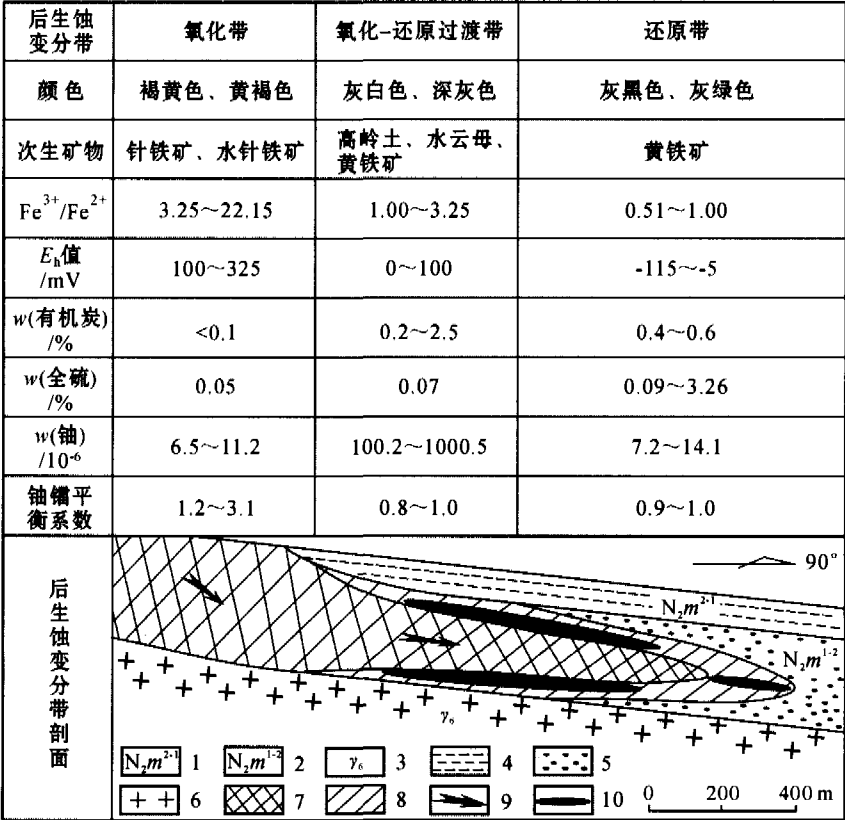 后生蚀变分带 氧化带 氧化-还原过渡带 还原带
颜色 褐黄色、黄褐色 灰白色、深灰色 灰黑色、灰绿色
次生矿物 针铁矿、水针铁矿 高岭土、水云母、黄铁矿 黄铁矿
Fe³⁺/Fe²⁺ 3.25～22.15 1.00～3.25 0.51～1.00
Eₕ值/mV 100～325 0～100 -115～-5
w(有机炭)/% <0.1 0.2～2.5 0.4～0.6
w(全硫)/% 0.05 0.07 0.09～3.26
w(铀)/10⁻⁶ 6.5～11.2 100.2～1000.5 7.2～14.1
铀镭平衡系数 1.2～3.1 0.8～1.0 0.9～1.0
后生蚀变分带剖面
90°
N₂m²⁻¹
N₂m¹⁻²
γ₆
N₂m²⁻¹ 1 N₂m¹⁻² 2 γ₆ 3 4 5
6 7 8 9 10 0 200 400 m